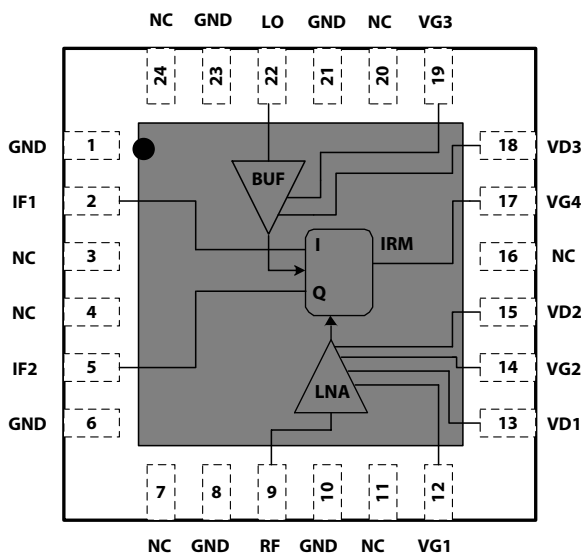 NC GND LO GND NC VG3
24 23 22 21 20 19
GND 1 18 VD3
BUF
IF1 2 17 VG4
I IRM
NC 3 16 NC
Q
NC 4 15 VD2
IF2 5 14 VG2
LNA
GND 6 13 VD1
7 8 9 10 11 12
NC GND RF GND NC VG1